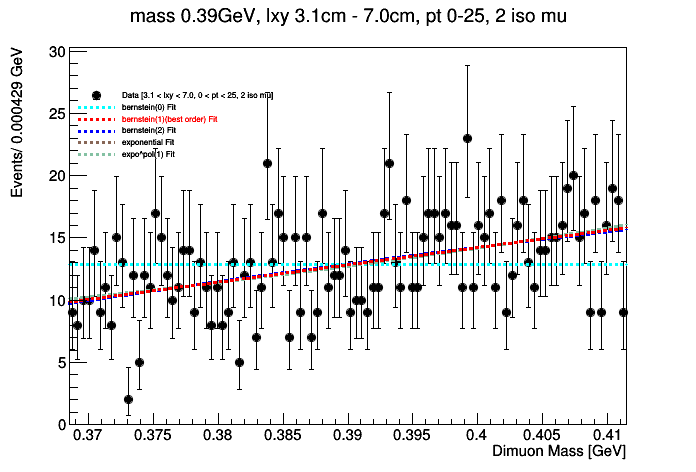 mass 0.39GeV, lxy 3.1cm - 7.0cm, pt 0-25, 2 iso mu
Events/ 0.000429 GeV
30
25
20
15
10
5
0
Data [3.1 < lxy < 7.0, 0 < pt < 25, 2 iso mu]
bernstein(0) Fit
bernstein(1)(best order) Fit
bernstein(2) Fit
exponential Fit
expo*pol(1) Fit
0.37 0.375 0.38 0.385 0.39 0.395 0.4 0.405 0.41
Dimuon Mass [GeV]